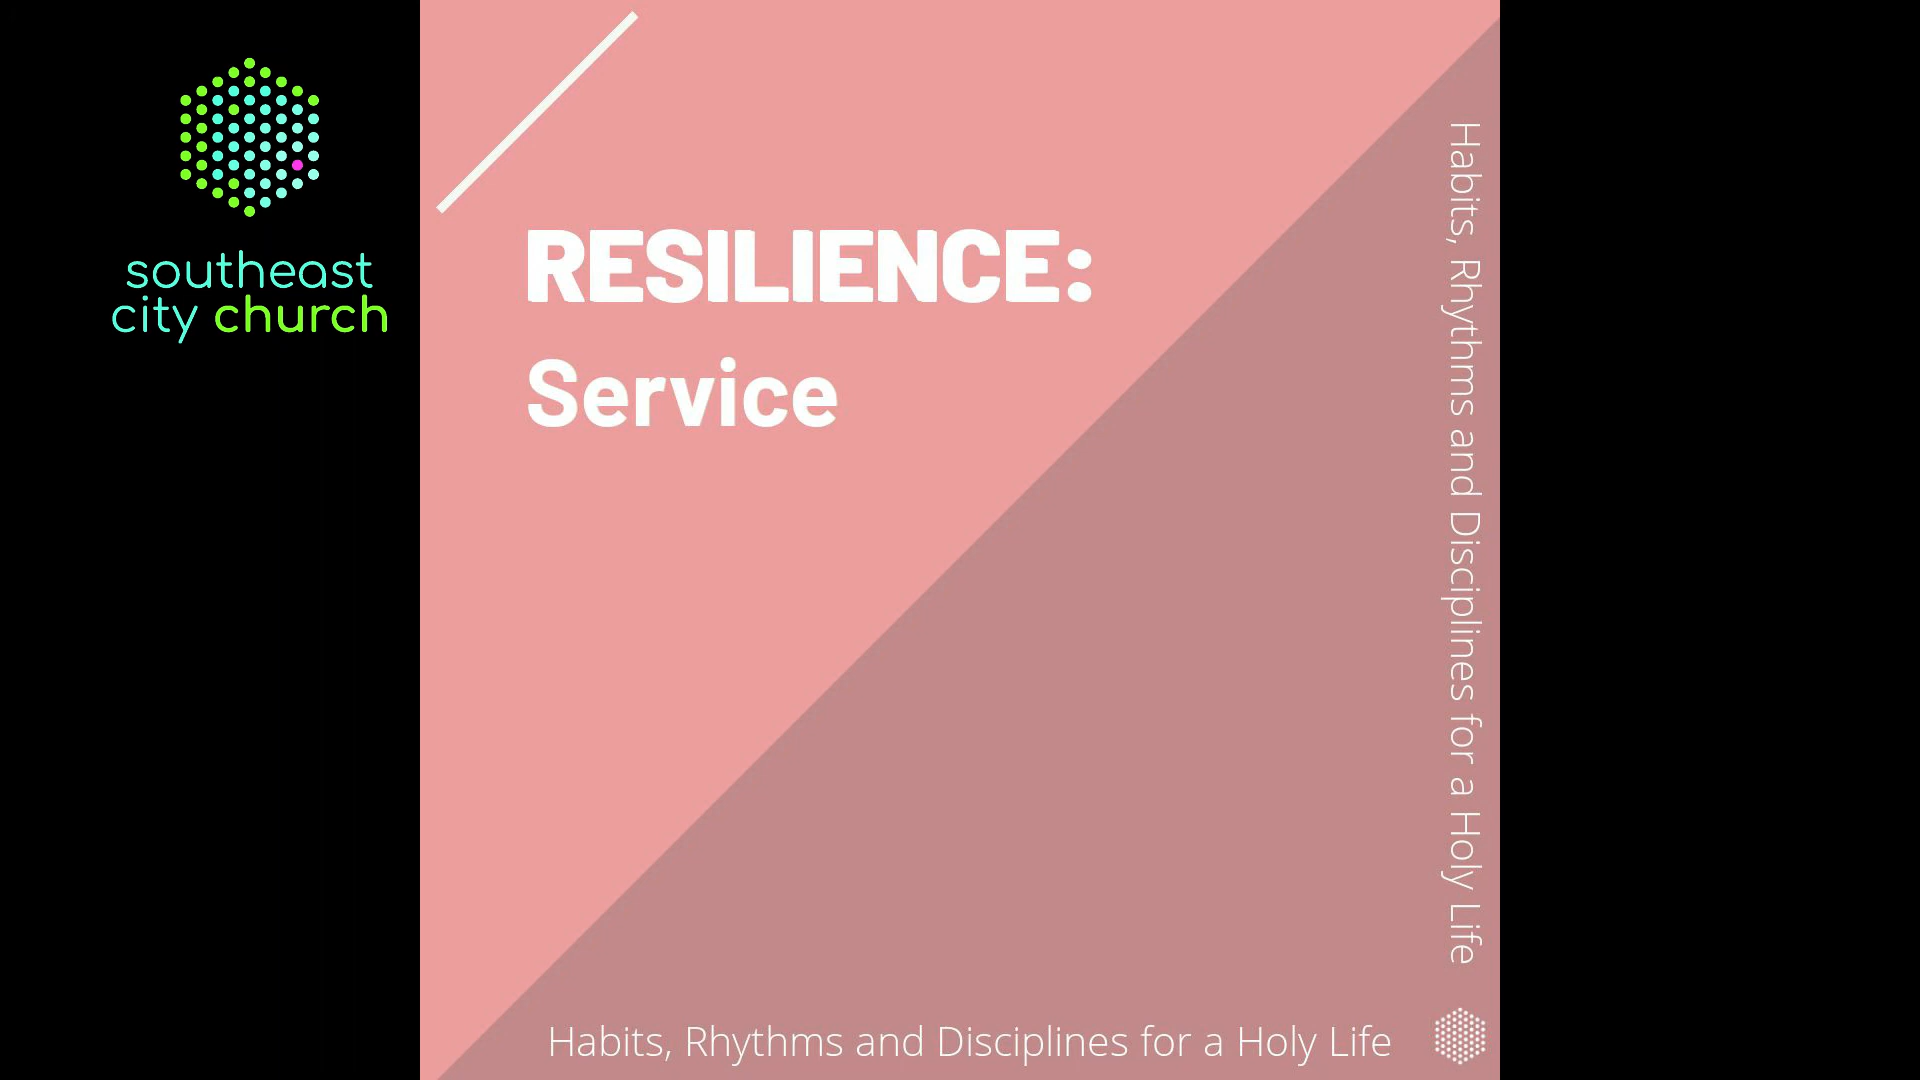 southeast
city church
RESILIENCE:
Service
Habits, Rhythms and Disciplines for a Holy Life
Habits, Rhythms and Disciplines for a Holy Life